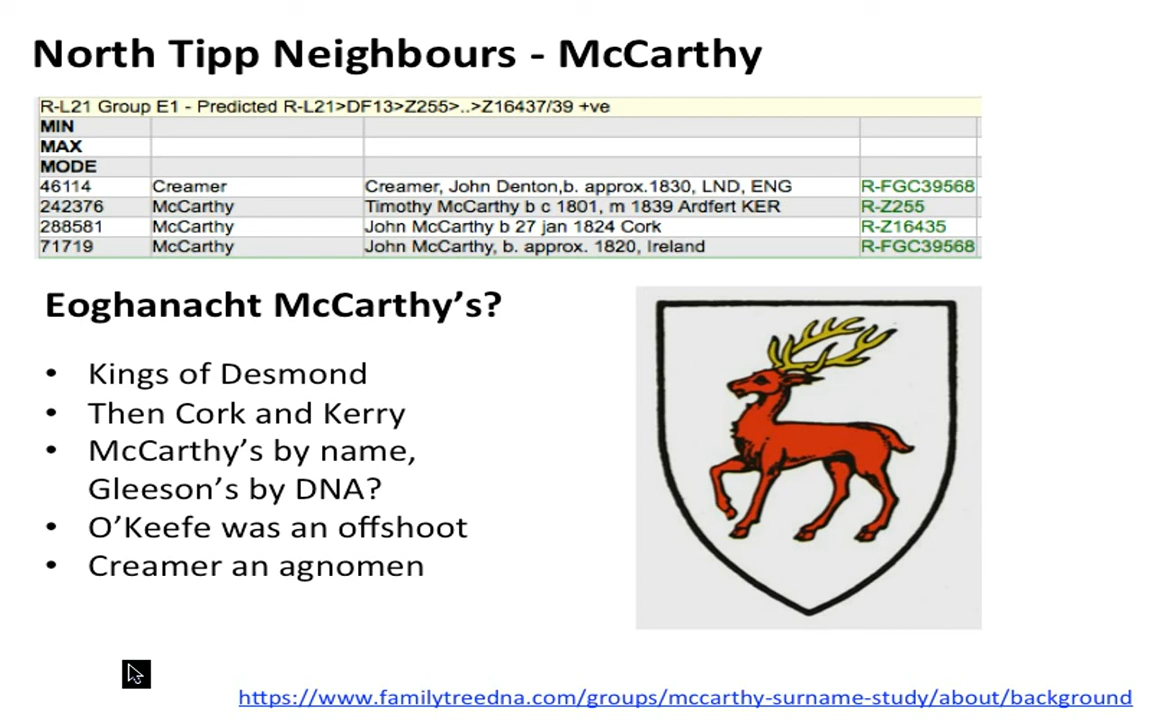 North Tipp Neighbours - McCarthy
R-L21 Group E1 - Predicted R-L21>DF13>Z255>..>Z16437/39 +ve
MIN
MAX
MODE
46114 Creamer Creamer, John Denton,b. approx.1830, LND, ENG R-FGC39568
242376 McCarthy Timothy McCarthy b c 1801, m 1839 Ardfert KER R-Z255
288581 McCarthy John McCarthy b 27 jan 1824 Cork R-Z16435
71719 McCarthy John McCarthy, b. approx. 1820, Ireland R-FGC39568
Eoghanacht McCarthy’s?
• Kings of Desmond
• Then Cork and Kerry
• McCarthy’s by name,
Gleeson’s by DNA?
• O’Keefe was an offshoot
• Creamer an agnomen
https://www.familytreedna.com/groups/mccarthy-surname-study/about/background